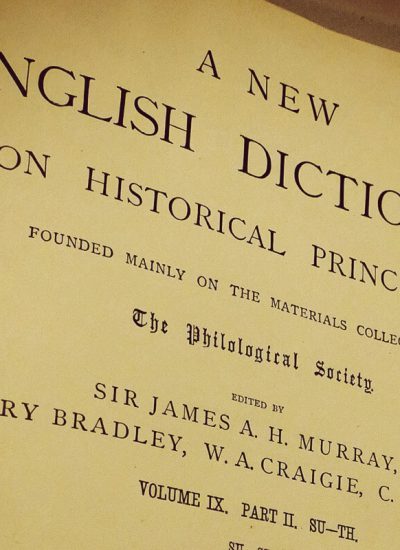 A NEW
NGLISH DICTIO
ON HISTORICAL PRINC
FOUNDED MAINLY ON THE MATERIALS COLLEC
The Philological Society.
EDITED BY
SIR JAMES A. H. MURRAY,
RY BRADLEY, W. A. CRAIGIE, C.
VOLUME IX. PART II. SU—TH.